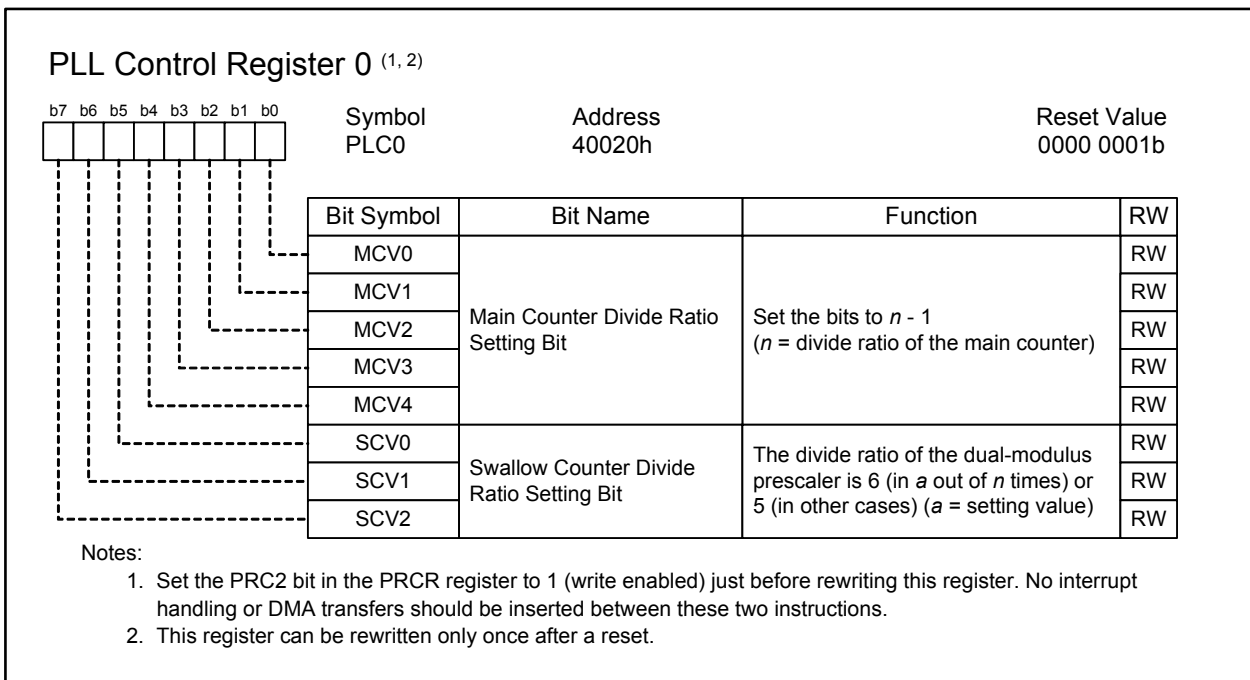 PLL Control Register 0 (1, 2)
b7 b6 b5 b4 b3 b2 b1 b0
Symbol Address Reset Value
PLC0 40020h 0000 0001b
Bit Symbol Bit Name Function RW
MCV0 RW
MCV1 RW
MCV2 RW
MCV3 RW
MCV4 RW
Main Counter Divide Ratio
Setting Bit
Set the bits to n - 1
(n = divide ratio of the main counter)
SCV0 RW
SCV1 RW
SCV2 RW
Swallow Counter Divide
Ratio Setting Bit
The divide ratio of the dual-modulus
prescaler is 6 (in a out of n times) or
5 (in other cases) (a = setting value)
Notes:
1. Set the PRC2 bit in the PRCR register to 1 (write enabled) just before rewriting this register. No interrupt
handling or DMA transfers should be inserted between these two instructions.
2. This register can be rewritten only once after a reset.